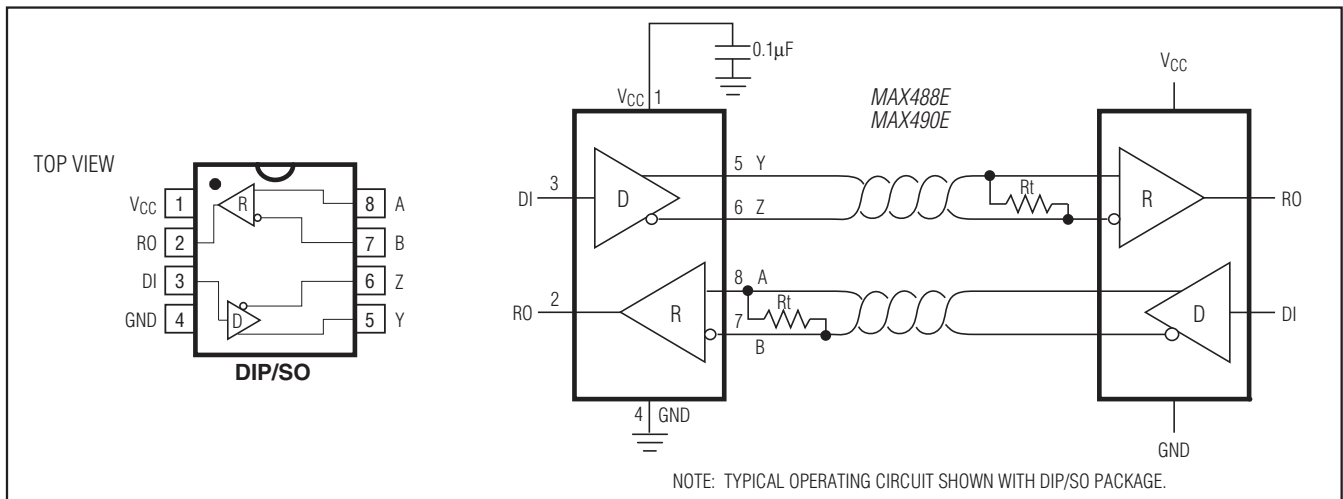 TOP VIEW
VCC 1
RO 2
DI 3
GND 4
8 A
7 B
6 Z
5 Y
R
D
DIP/SO
0.1µF
VCC 1
MAX488E
MAX490E
VCC
DI 3
D
5 Y
6 Z
Rt
R
RO
RO 2
R
8 A
7
B
Rt
D
DI
4 GND
GND
NOTE: TYPICAL OPERATING CIRCUIT SHOWN WITH DIP/SO PACKAGE.